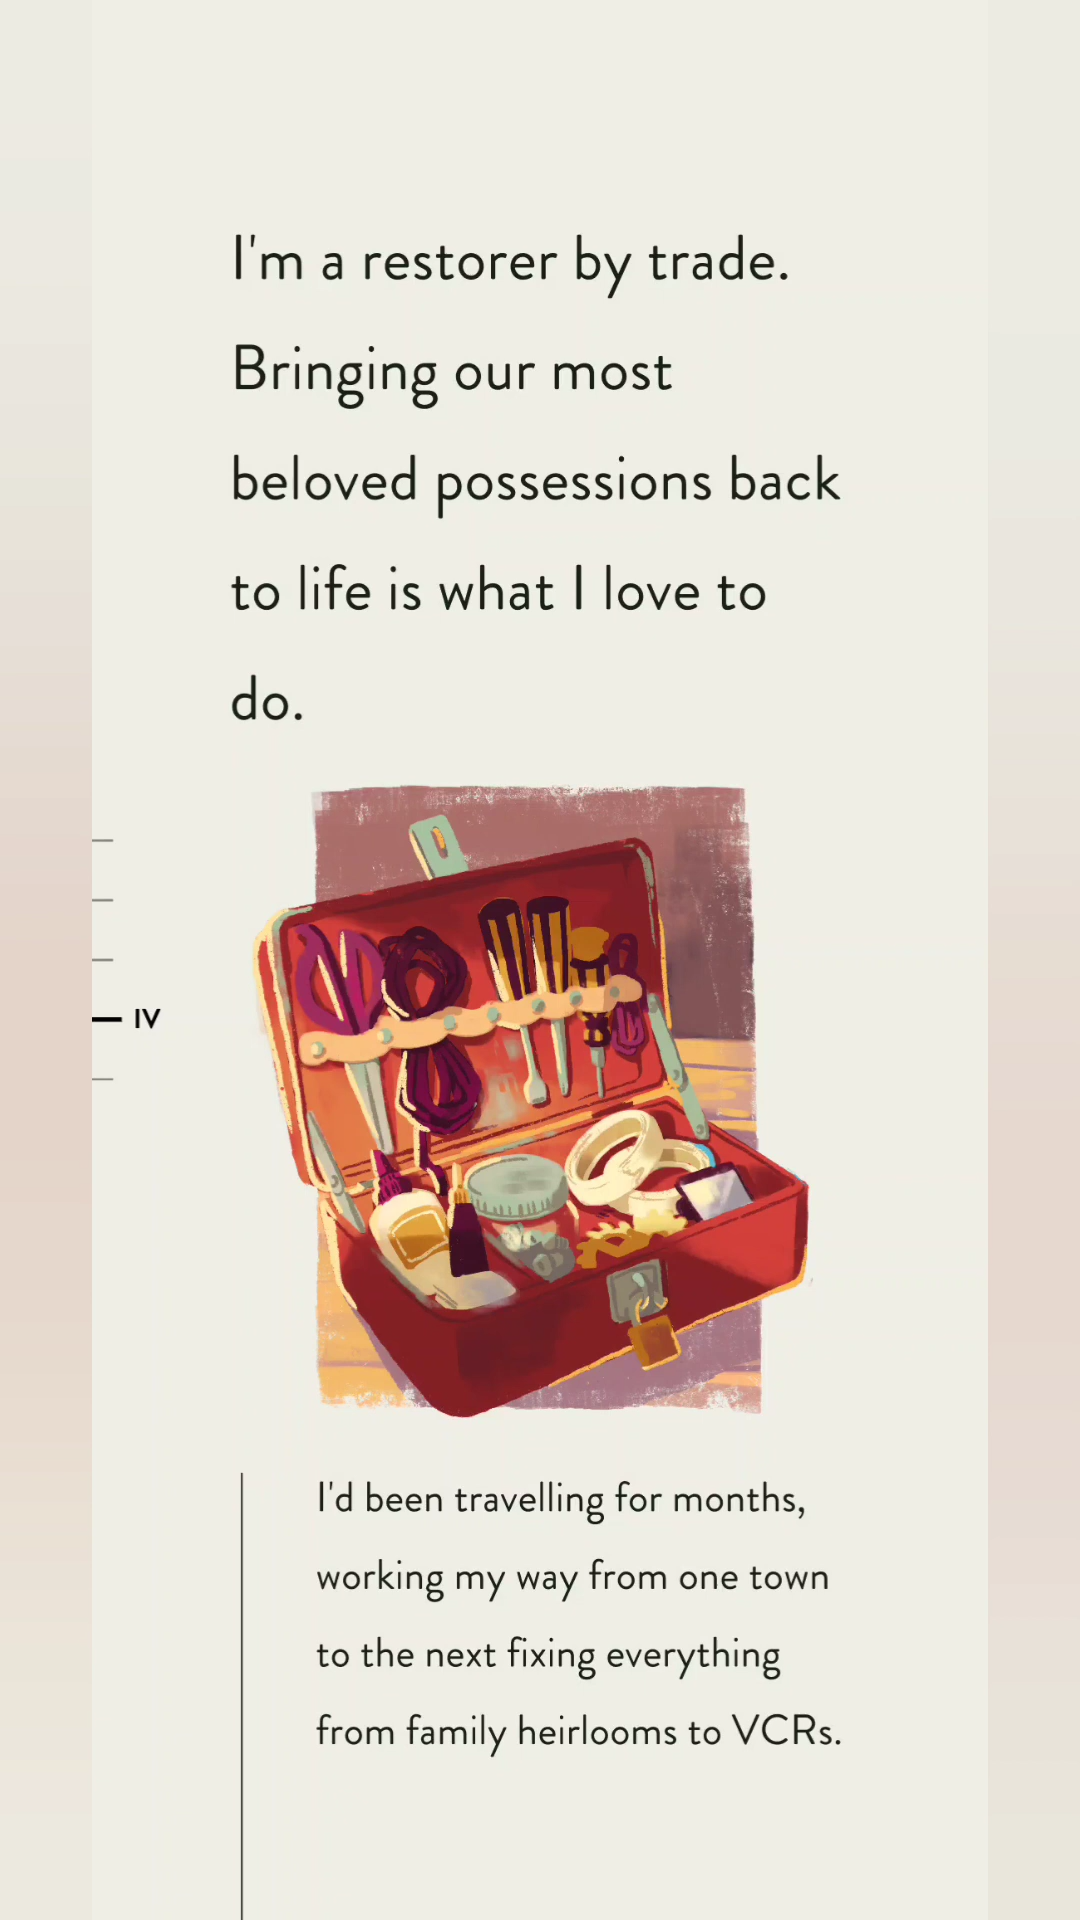 I'm a restorer by trade.
Bringing our most
beloved possessions back
to life is what I love to
do.
IV
I'd been travelling for months,
working my way from one town
to the next fixing everything
from family heirlooms to VCRs.